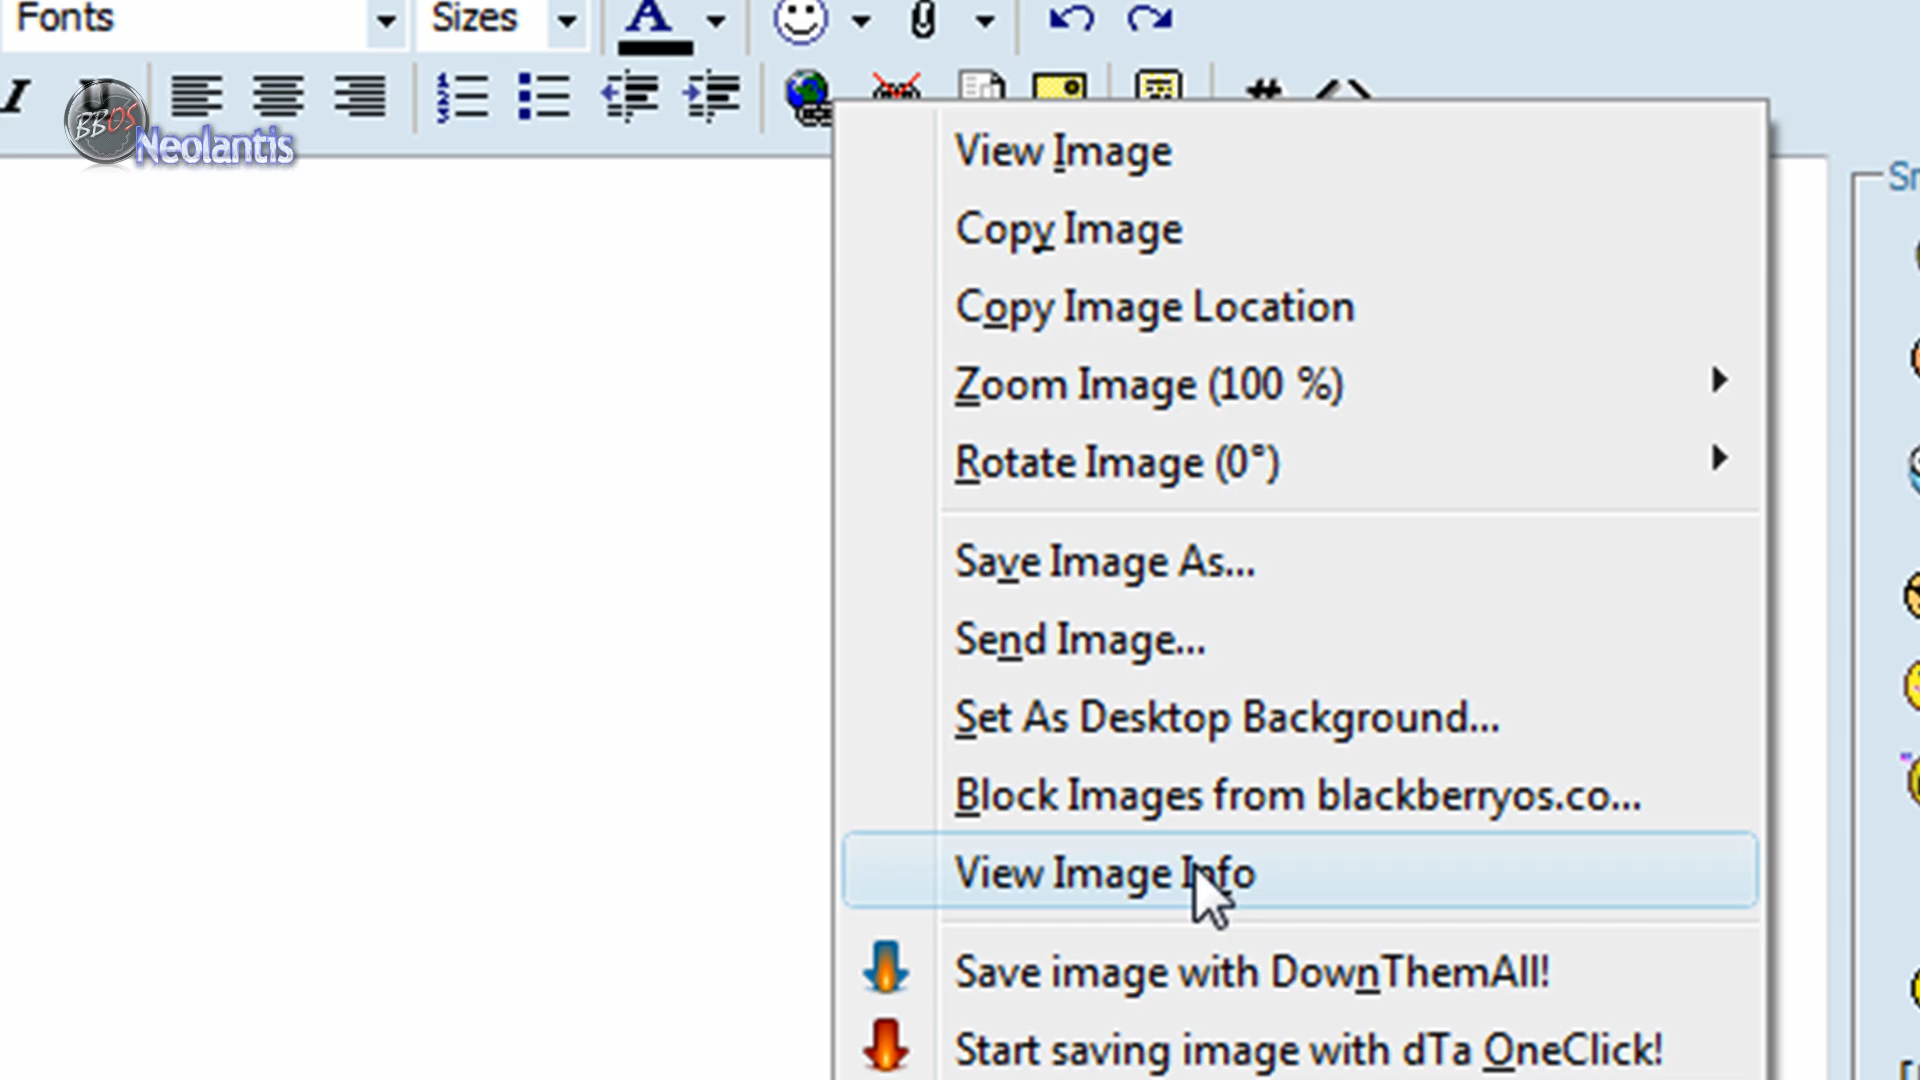 Fonts Sizes A
I U
BBOS
Neolantis
View Image
Copy Image
Copy Image Location
Zoom Image (100 %)
Rotate Image (0°)
Save Image As...
Send Image...
Set As Desktop Background...
Block Images from blackberryos.co...
View Image Info
Save image with DownThemAll!
Start saving image with dTa OneClick!